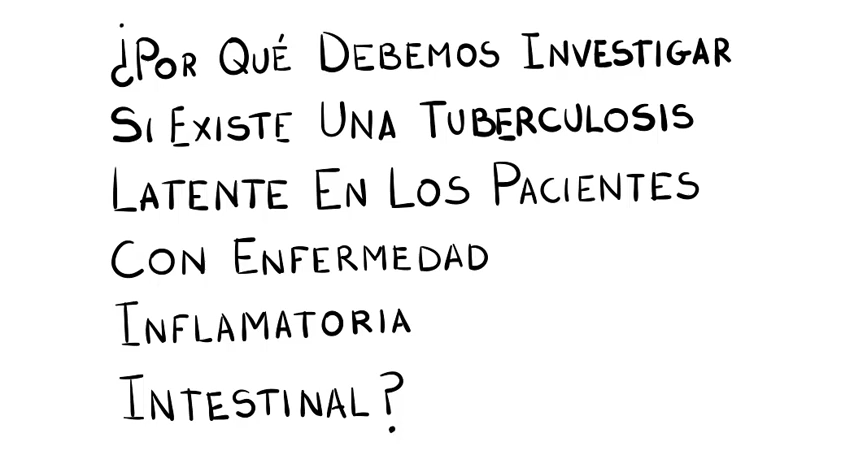 ¿Por Qué Debemos Investigar
Si Existe Una Tuberculosis
Latente En Los Pacientes
Con Enfermedad
Inflamatoria
Intestinal?